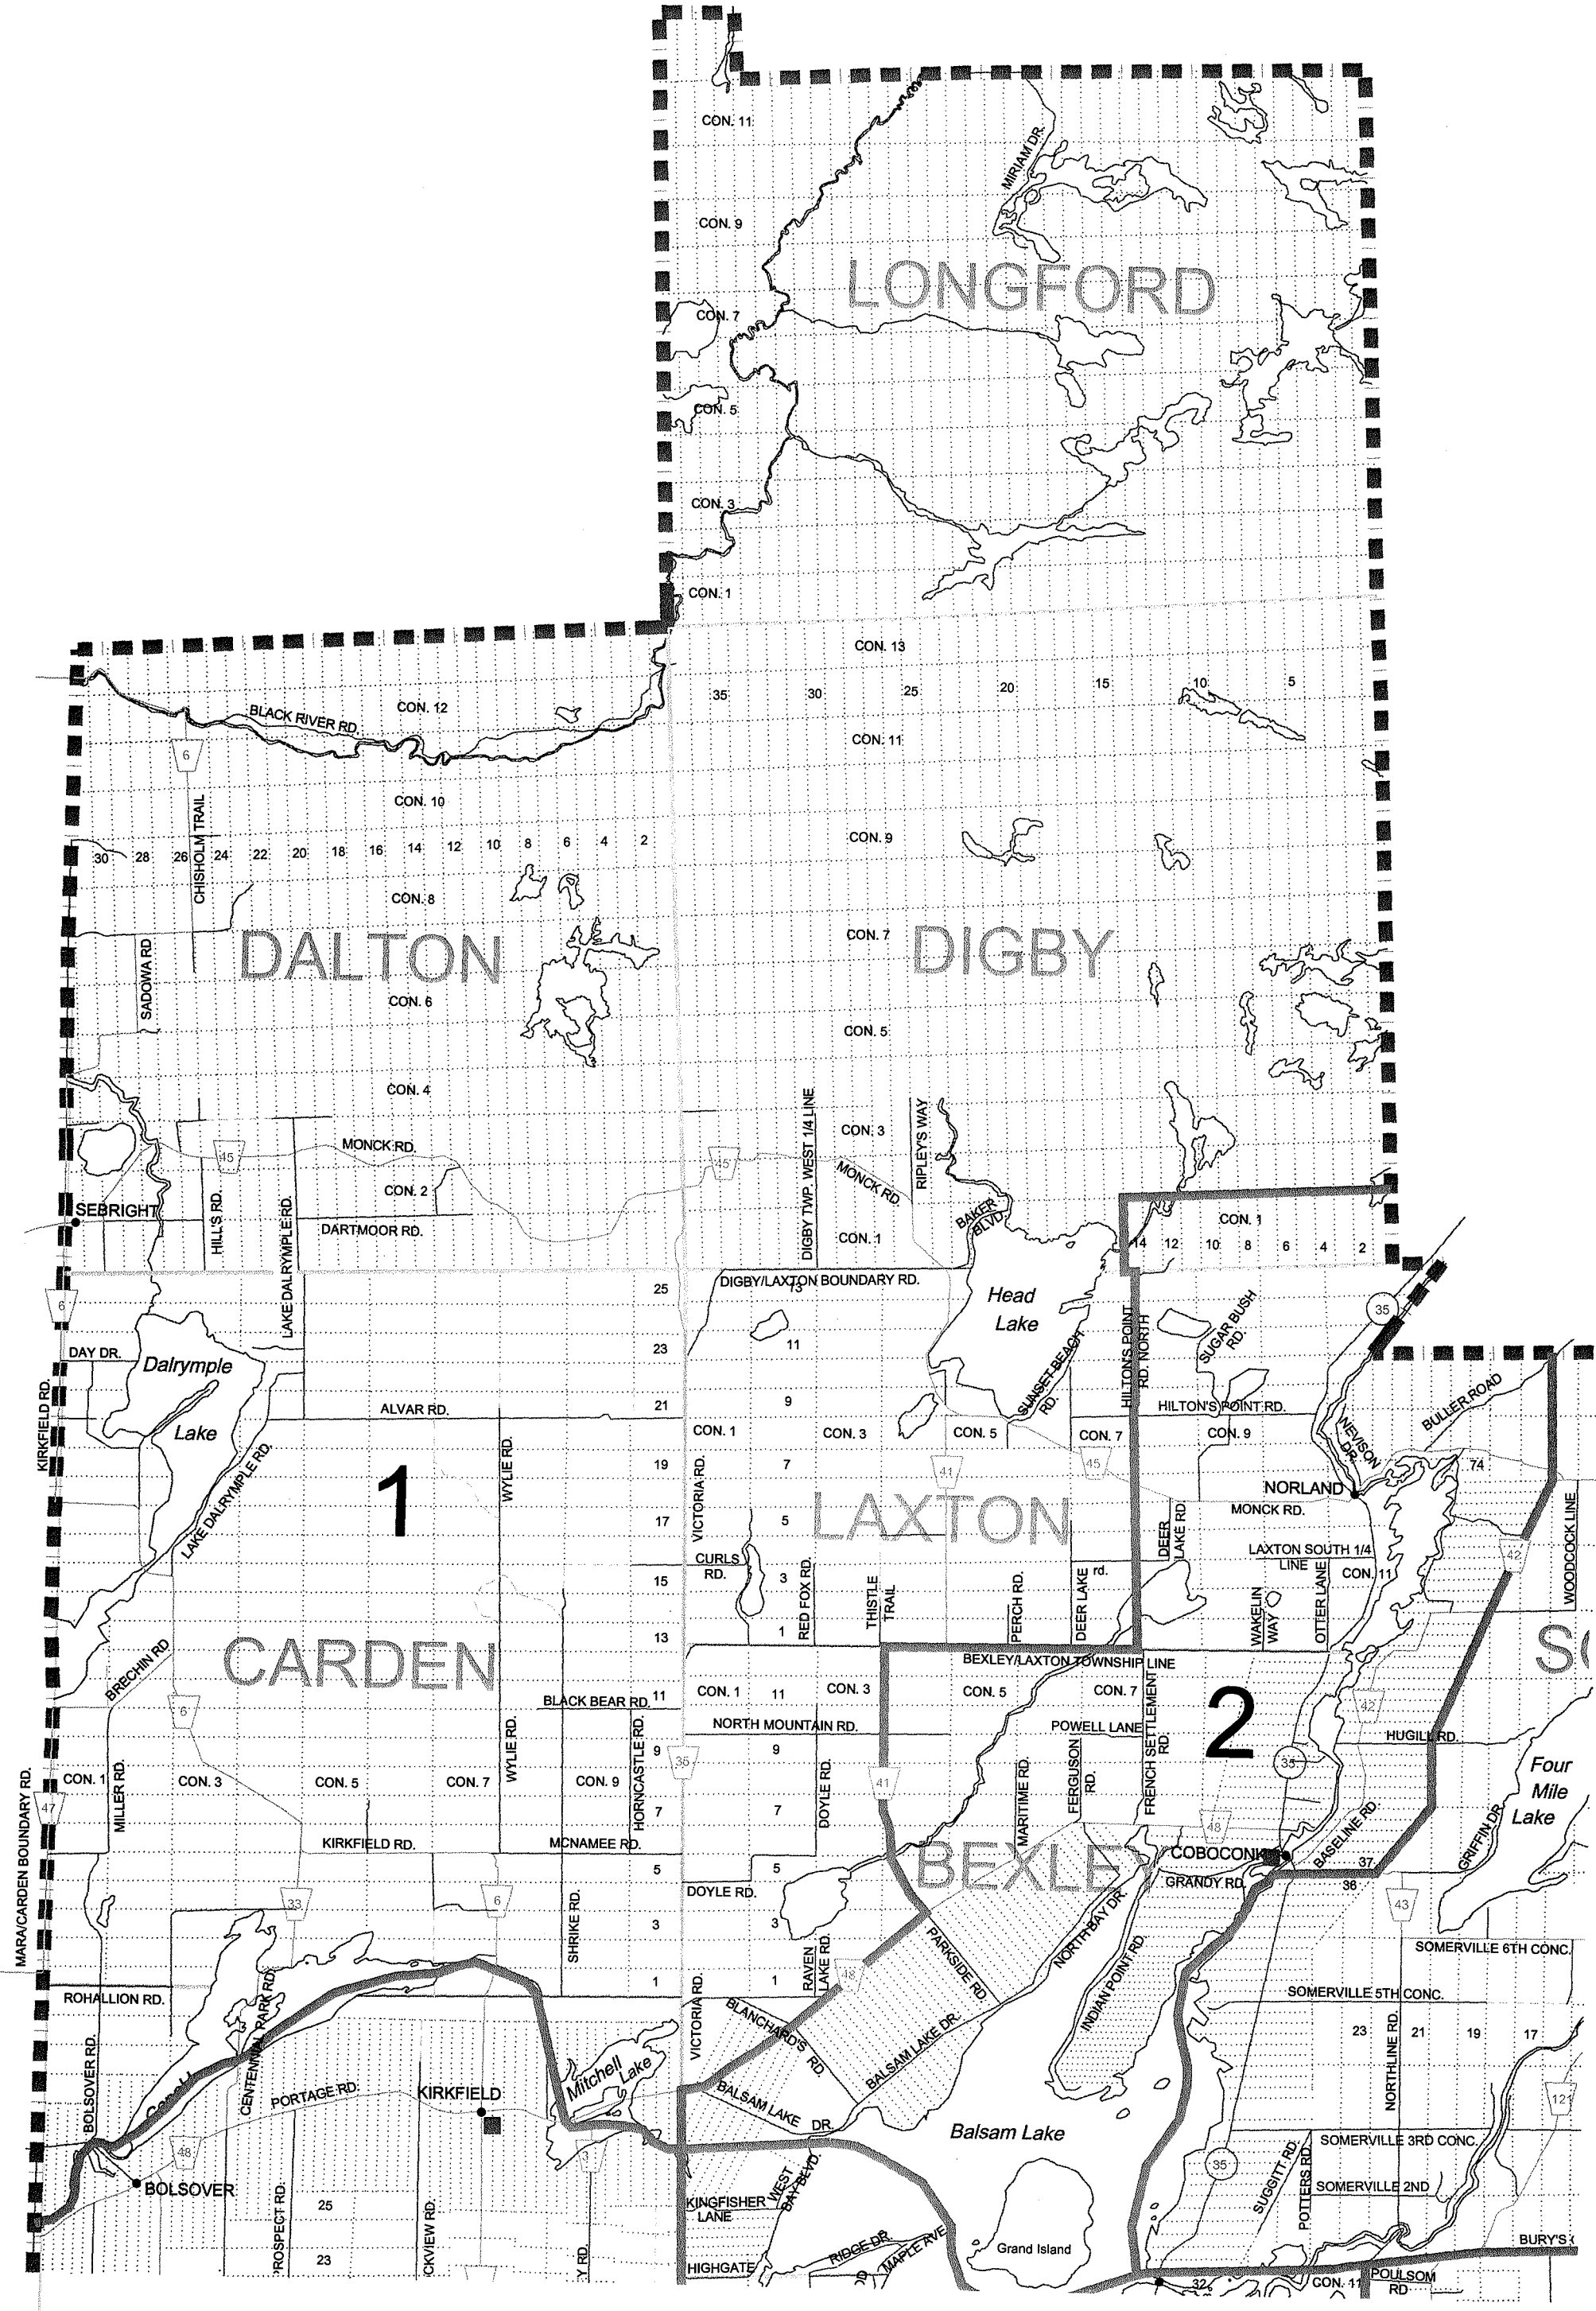 CON. 11
MIRIAM DR.
CON. 9
LONGFORD
CON. 7
CON. 5
CON. 3
CON. 1
CON. 13
35
30
25
20
15
10
5
CON. 12
BLACK RIVER RD.
CON. 11
6
CHISHOLM TRAIL
CON. 10
CON. 9
30
28
26
24
22
20
18
16
14
12
10
8
6
4
2
CON. 8
DALTON
CON. 7
DIGBY
SADOWA RD
CON. 6
CON. 5
CON. 4
DIGBY TWP. WEST 1/4 LINE
RIPLEY'S WAY
CON. 3
MONCK RD.
45
45
MONCK RD.
CON. 2
SEBRIGHT
HILL'S RD.
LAKE DALRYMPLE RD.
DARTMOOR RD.
CON. 1
BAKER
BLVD.
CON. 1
14
12
10
8
6
4
2
6
25
DIGBY/LAXTON BOUNDARY RD.
13
Head
Lake
HILTON'S POINT
RD. NORTH
SUGAR BUSH
RD.
35
DAY DR.
Dalrymple
Lake
23
11
SUNSET BEACH
RD.
KIRKFIELD RD.
ALVAR RD.
21
9
HILTON'S POINT RD.
NEVISON
DR.
BULLER ROAD
CON. 1
CON. 3
CON. 5
CON. 7
CON. 9
LAKE DALRYMPLE RD.
1
WYLIE RD.
19
VICTORIA RD.
7
41
45
74
NORLAND
MONCK RD.
17
5
LAXTON
DEER
LAKE RD.
LAXTON SOUTH 1/4
LINE
CON. 11
42
WOODCOCK LINE
CURLS
RD.
15
3
RED FOX RD.
THISTLE
TRAIL
PERCH RD.
DEER LAKE rd.
WAKELIN
WAY
OTTER LANE
13
1
BRECHIN RD
CARDEN
BEXLEY/LAXTON TOWNSHIP LINE
6
BLACK BEAR RD.
11
CON. 1
11
CON. 3
CON. 5
CON. 7
FRENCH SETTLEMENT
RD.
2
42
NORTH MOUNTAIN RD.
POWELL LANE
HUGILL RD.
MARA/CARDEN BOUNDARY RD.
47
CON. 1
MILLER RD.
CON. 3
CON. 5
CON. 7
WYLIE RD.
CON. 9
HORNCASTLE RD.
9
35
9
DOYLE RD.
41
MARITIME RD.
FERGUSON
RD.
35
Four
Mile
Lake
7
7
48
BASELINE RD.
GRIFFIN DR
KIRKFIELD RD.
MCNAMEE RD.
BEXLEY
COBOCONK
GRANDY RD.
37
36
5
5
DOYLE RD.
33
6
SHRIKE RD.
3
3
RAVEN
LAKE RD.
PARKSIDE RD.
NORTH BAY DR.
INDIAN POINT RD.
43
SOMERVILLE 6TH CONC.
ROHALLION RD.
1
1
48
SOMERVILLE 5TH CONC.
BOLSOVER RD.
CENTENNIAL PARK RD.
VICTORIA RD.
BLANCHARD'S
RD.
BALSAM LAKE DR.
23
NORTHLINE RD.
21
19
17
Mitchell
Lake
Canal
PORTAGE RD.
KIRKFIELD
BALSAM LAKE
DR.
121
48
Balsam Lake
BOLSOVER
35
SUGGITT RD.
POTTERS RD.
SOMERVILLE 3RD CONC.
SOMERVILLE 2ND
PROSPECT RD.
25
CKVIEW RD.
KINGFISHER
LANE
WEST
BAY BLVD.
23
Y RD.
HIGHGATE
RIDGE DR.
MAPLE AVE
Grand Island
BURY'S
32
CON. 11
POULSOM
RD